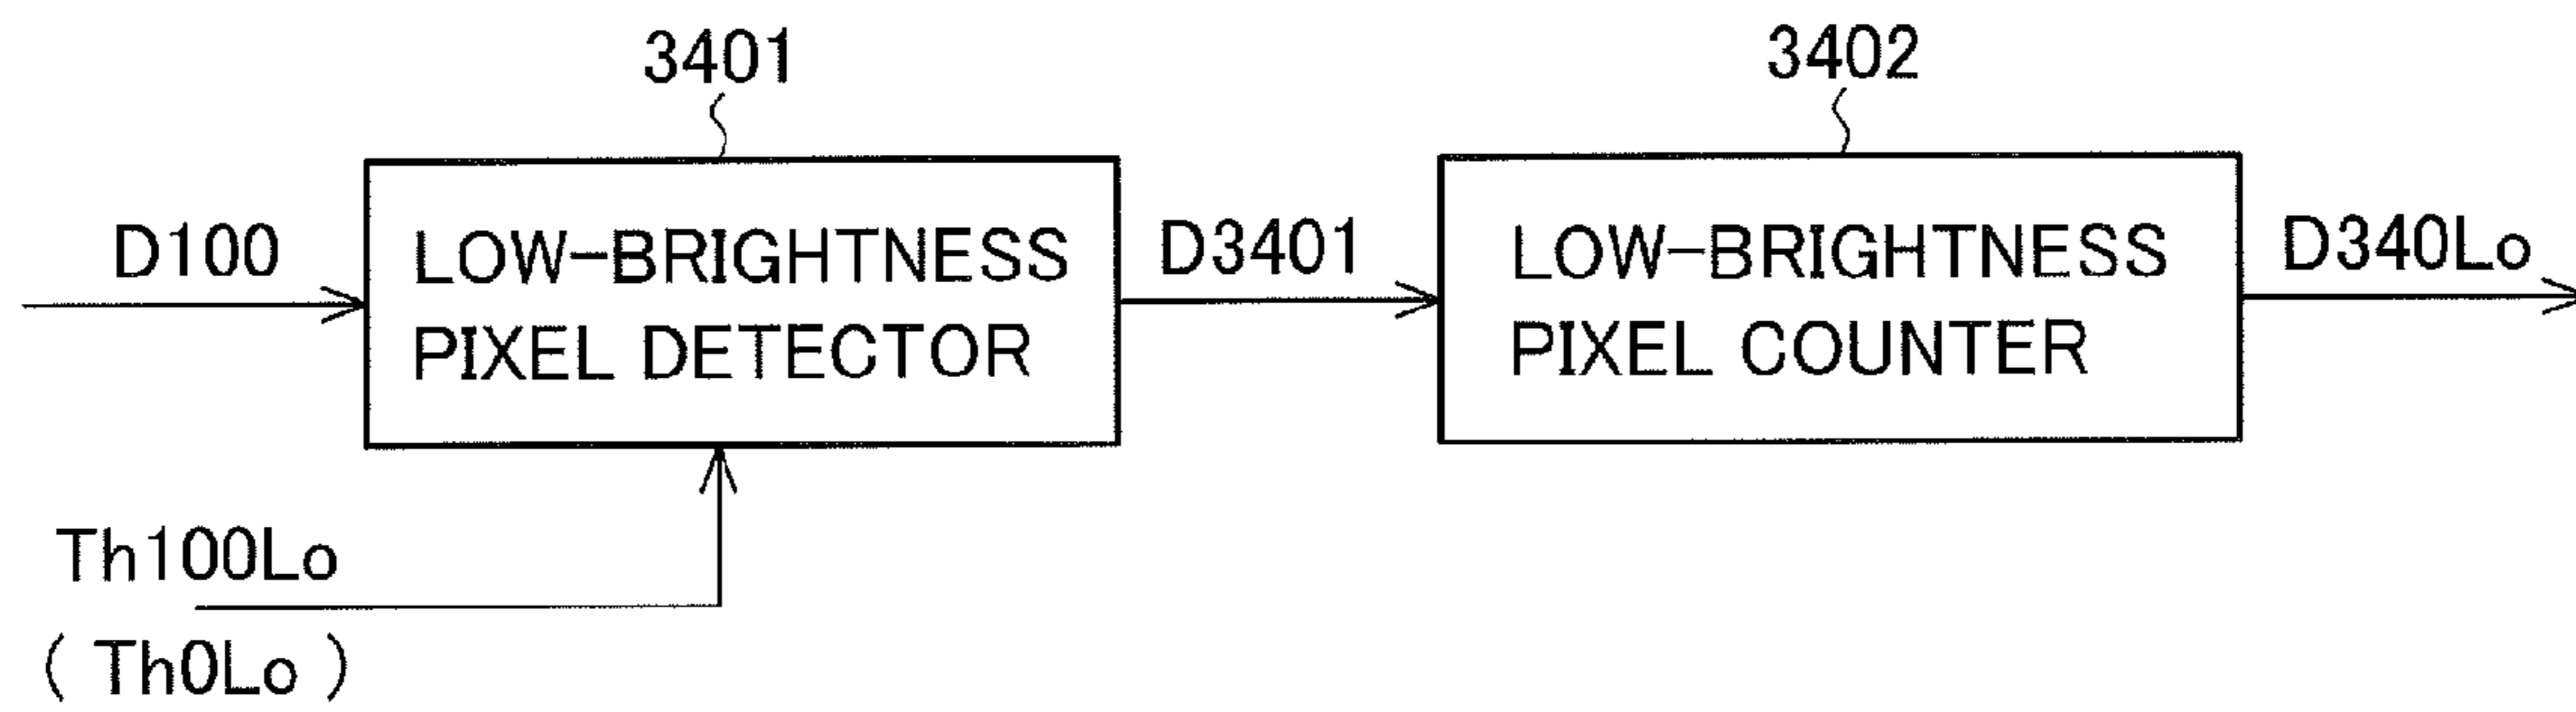 3401
3402
D100
LOW-BRIGHTNESS
PIXEL DETECTOR
D3401
LOW-BRIGHTNESS
PIXEL COUNTER
D340Lo
Th100Lo
( Th0Lo )